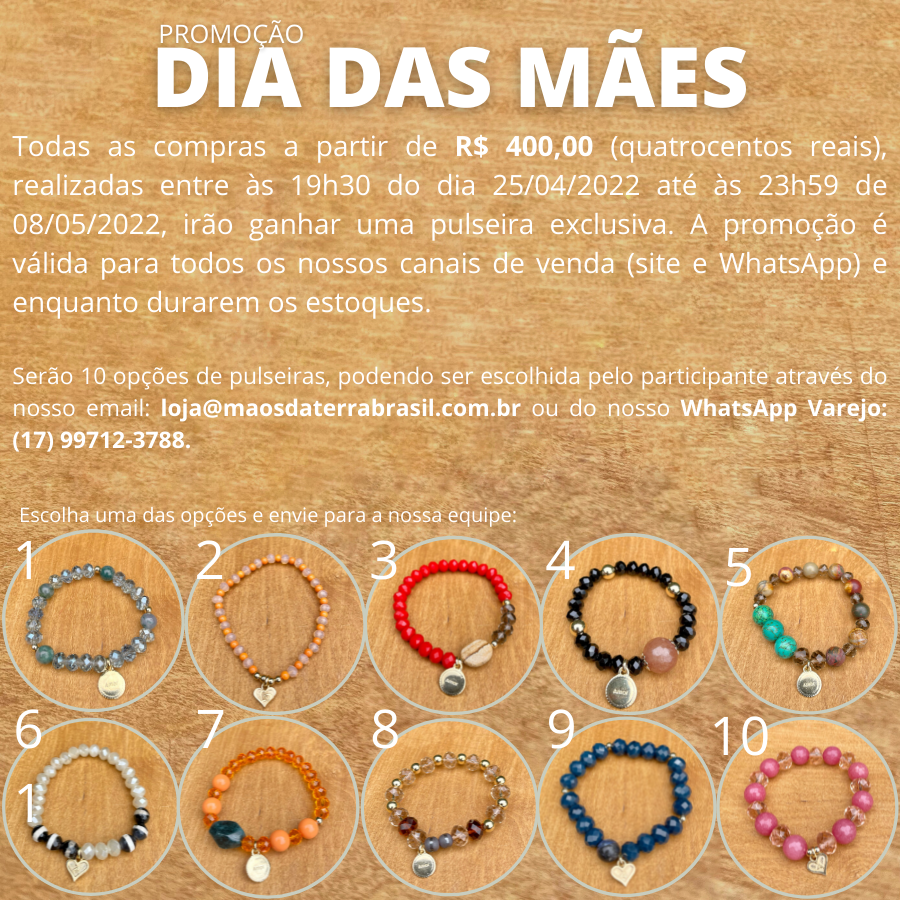 PROMOÇÃO
DIA DAS MÃES
Todas as compras a partir de R$ 400,00 (quatrocentos reais),
realizadas entre às 19h30 do dia 25/04/2022 até às 23h59 de
08/05/2022, irão ganhar uma pulseira exclusiva. A promoção é
válida para todos os nossos canais de venda (site e WhatsApp) e
enquanto durarem os estoques.
Serão 10 opções de pulseiras, podendo ser escolhida pelo participante através do
nosso email: loja@maosdaterrabrasil.com.br ou do nosso WhatsApp Varejo:
(17) 99712-3788.
Escolha uma das opções e envie para a nossa equipe:
1 2 3 4 5
6 7 8 9 10
1